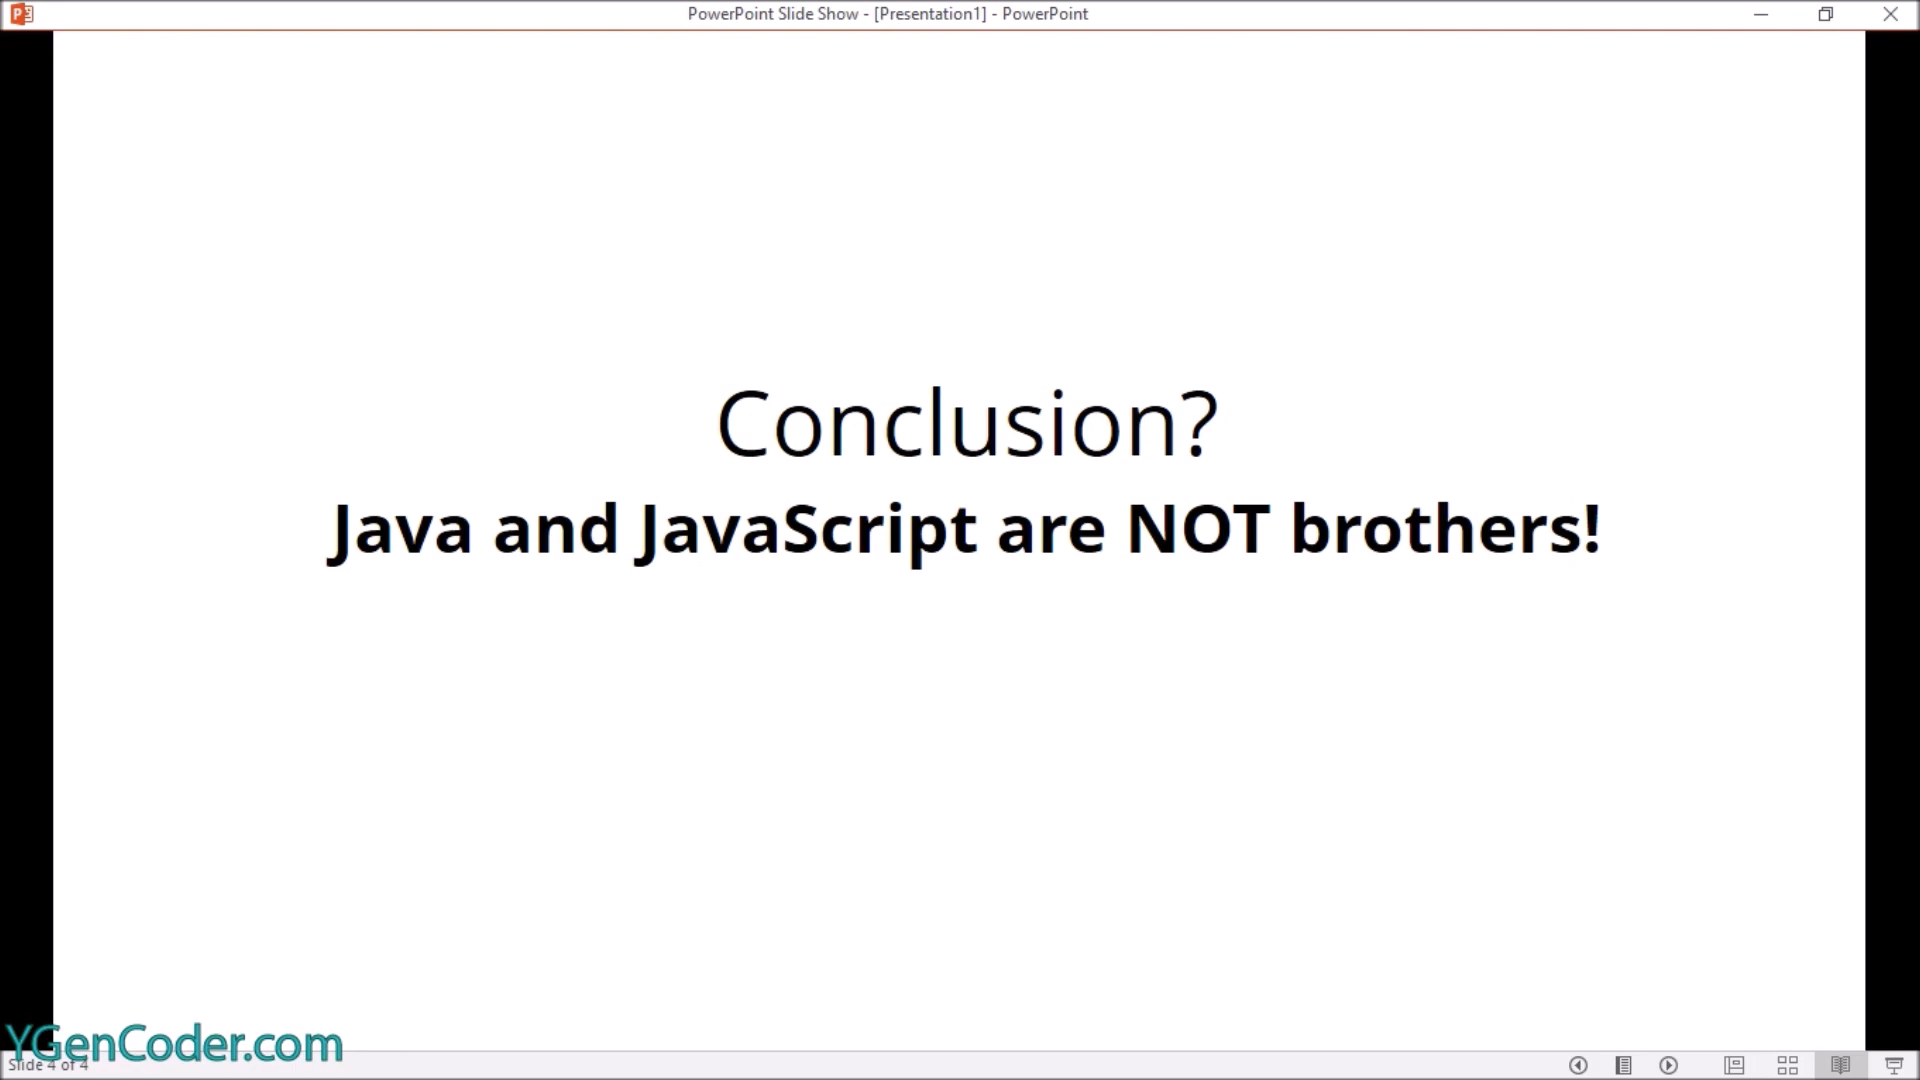 PowerPoint Slide Show - [Presentation1] - PowerPoint
Conclusion?
Java and JavaScript are NOT brothers!
YGenCoder.com
Slide 4 of 4